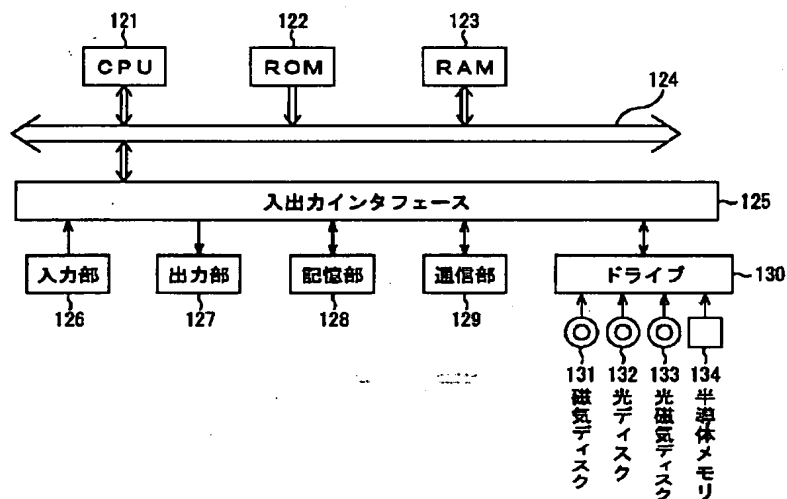 121 122 123
CPU ROM RAM
124
入出力インタフェース 125
入力部 出力部 記憶部 通信部 ドライブ 130
126 127 128 129
131 132 133 134
磁気ディスク
光ディスク
光磁気ディスク
半導体メモリ